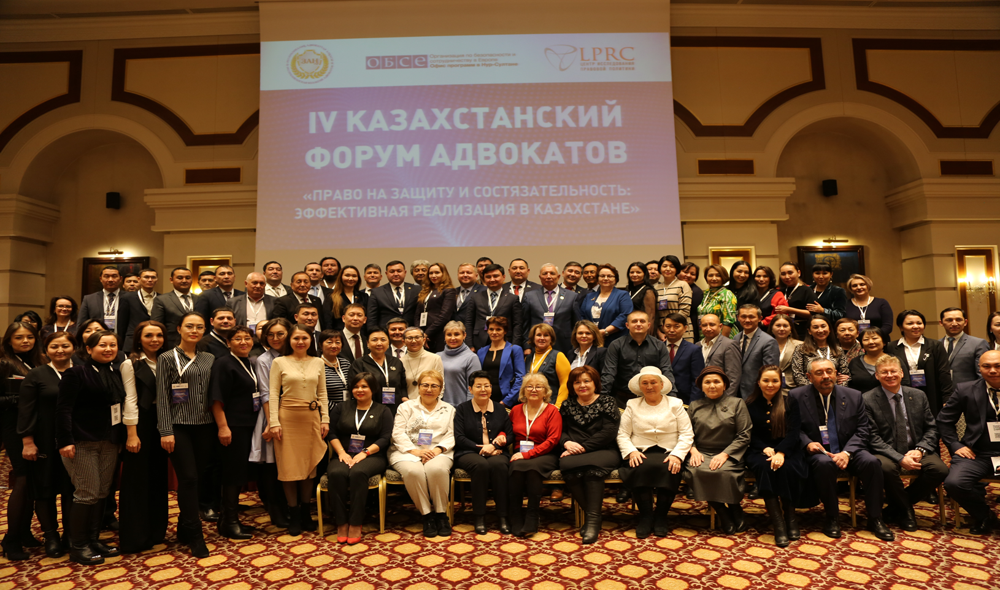 ЗАҢ
ОБСЕ
Организация по безопасности и
сотрудничеству в Европе
Офис программ в Нур-Султане
LPRC
ЦЕНТР ИССЛЕДОВАНИЯ
ПРАВОВОЙ ПОЛИТИКИ
IV КАЗАХСТАНСКИЙ
ФОРУМ АДВОКАТОВ
«ПРАВО НА ЗАЩИТУ И СОСТЯЗАТЕЛЬНОСТЬ:
ЭФФЕКТИВНАЯ РЕАЛИЗАЦИЯ В КАЗАХСТАНЕ»